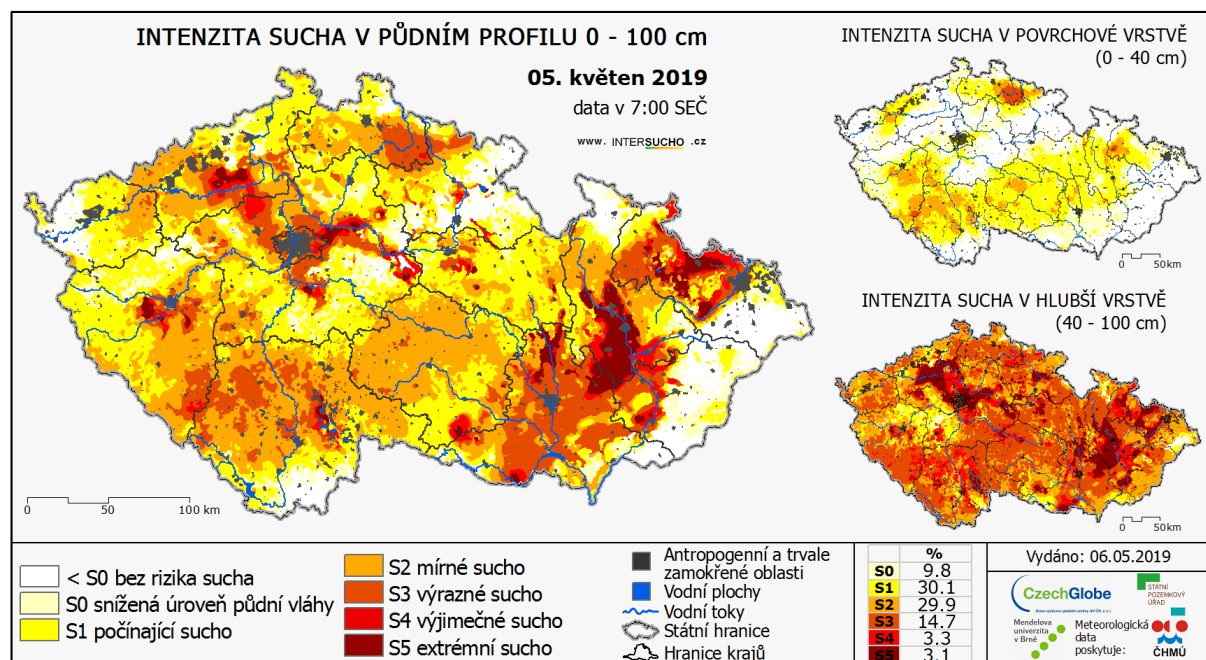 INTENZITA SUCHA V PŮDNÍM PROFILU 0 - 100 cm
05. květen 2019
data v 7:00 SEČ
www. INTERSUCHO .cz
0 50 100 km
INTENZITA SUCHA V POVRCHOVÉ VRSTVĚ
(0 - 40 cm)
0 50km
INTENZITA SUCHA V HLUBŠÍ VRSTVĚ
(40 - 100 cm)
0 50km
< S0 bez rizika sucha
S0 snížená úroveň půdní vláhy
S1 počínající sucho
S2 mírné sucho
S3 výrazné sucho
S4 výjimečné sucho
S5 extrémní sucho
Antropogenní a trvale
zamokřené oblasti
Vodní plochy
Vodní toky
Státní hranice
Hranice krajů
%
S0 9.8
S1 30.1
S2 29.9
S3 14.7
S4 3.3
S5 3.1
Vydáno: 06.05.2019
CzechGlobe
STÁTNÍ
POZEMKOVÝ
ÚŘAD
Mendelova
univerzita
v Brně
Meteorologická
data
poskytuje:
ČHMÚ